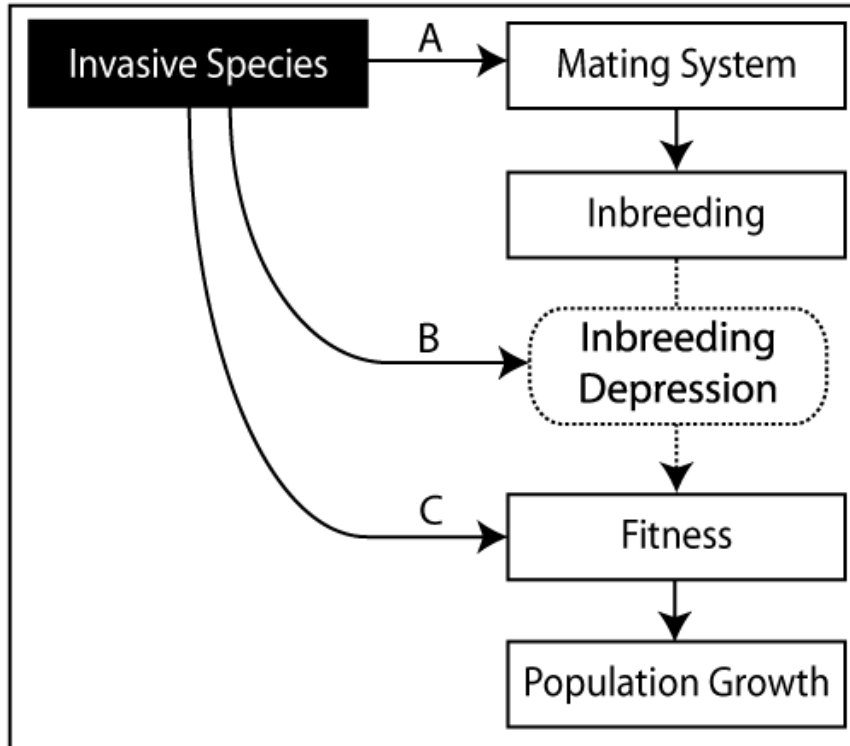 Invasive Species
A
Mating System
Inbreeding
B
Inbreeding
Depression
C
Fitness
Population Growth